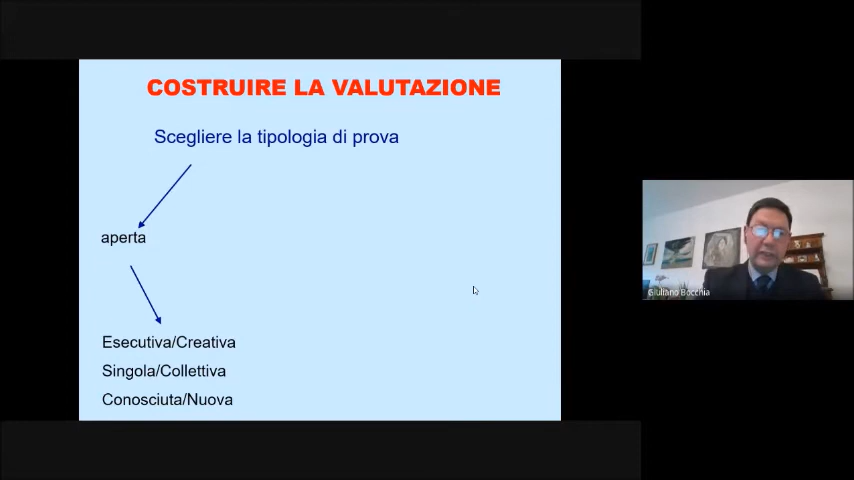 COSTRUIRE LA VALUTAZIONE
Scegliere la tipologia di prova
aperta
Esecutiva/Creativa
Singola/Collettiva
Conosciuta/Nuova
Giuliano Bocchia